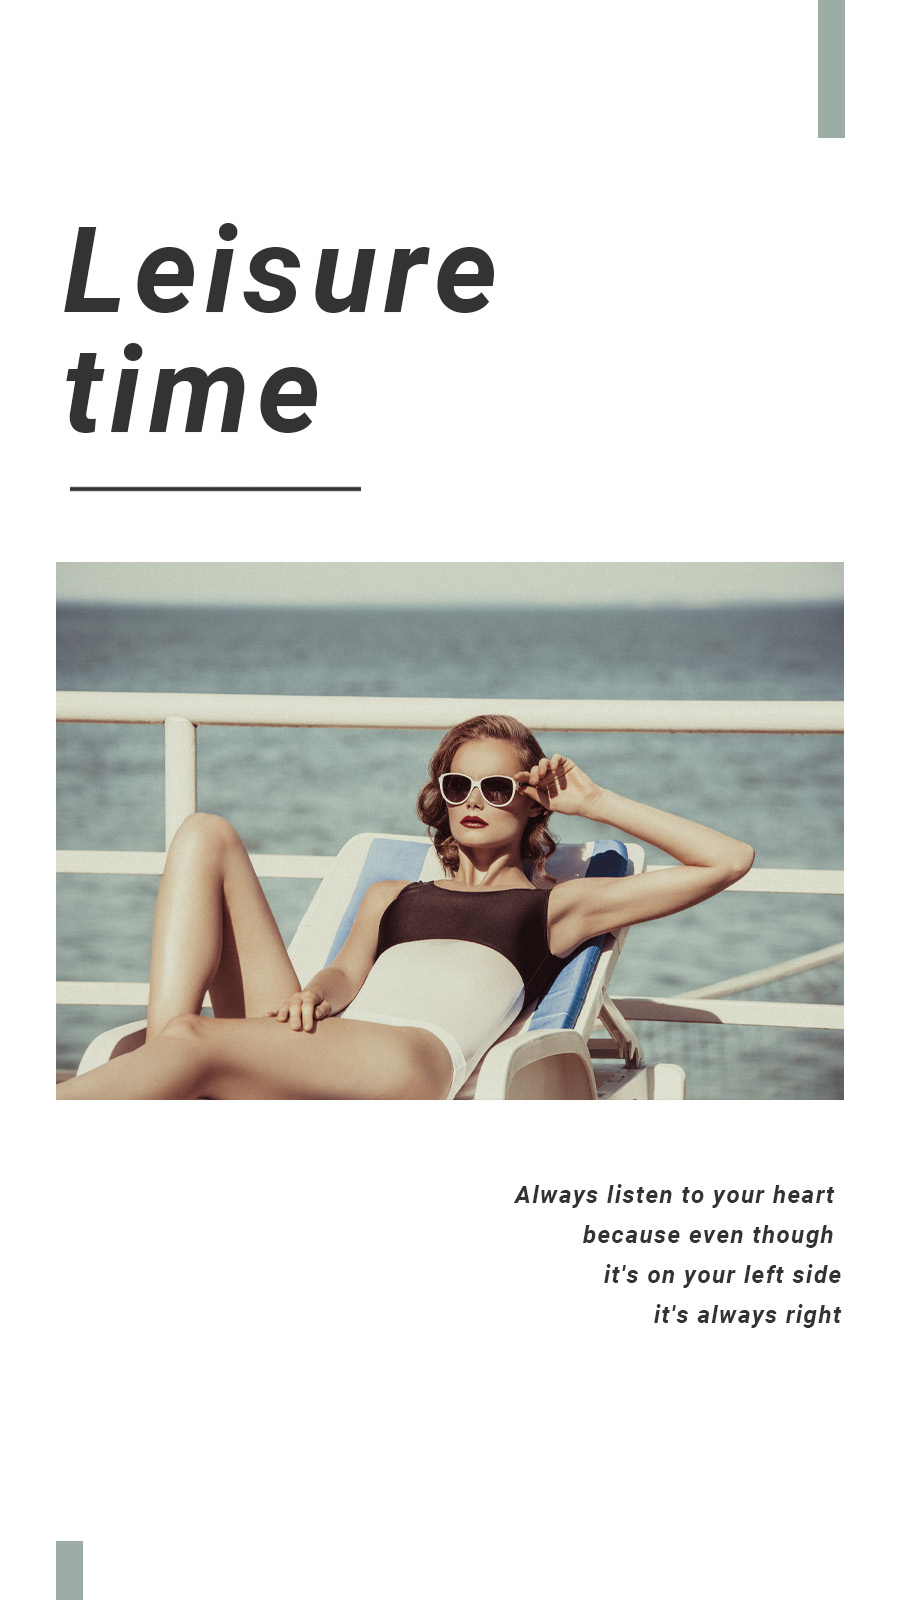 Leisure
time
Always listen to your heart
because even though
it's on your left side
it's always right